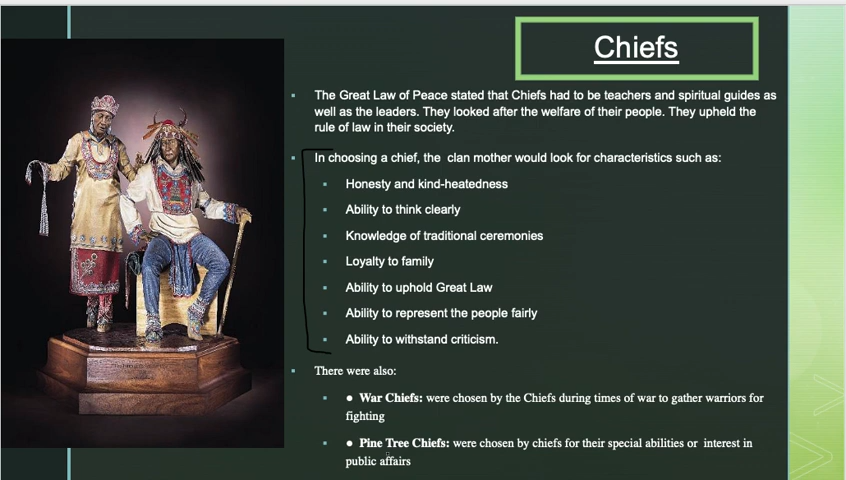 Chiefs
The Great Law of Peace stated that Chiefs had to be teachers and spiritual guides as
well as the leaders. They looked after the welfare of their people. They upheld the
rule of law in their society.
In choosing a chief, the clan mother would look for characteristics such as:
Honesty and kind-heatedness
Ability to think clearly
Knowledge of traditional ceremonies
Loyalty to family
Ability to uphold Great Law
Ability to represent the people fairly
Ability to withstand criticism.
There were also:
● War Chiefs: were chosen by the Chiefs during times of war to gather warriors for
fighting
● Pine Tree Chiefs: were chosen by chiefs for their special abilities or interest in
public affairs